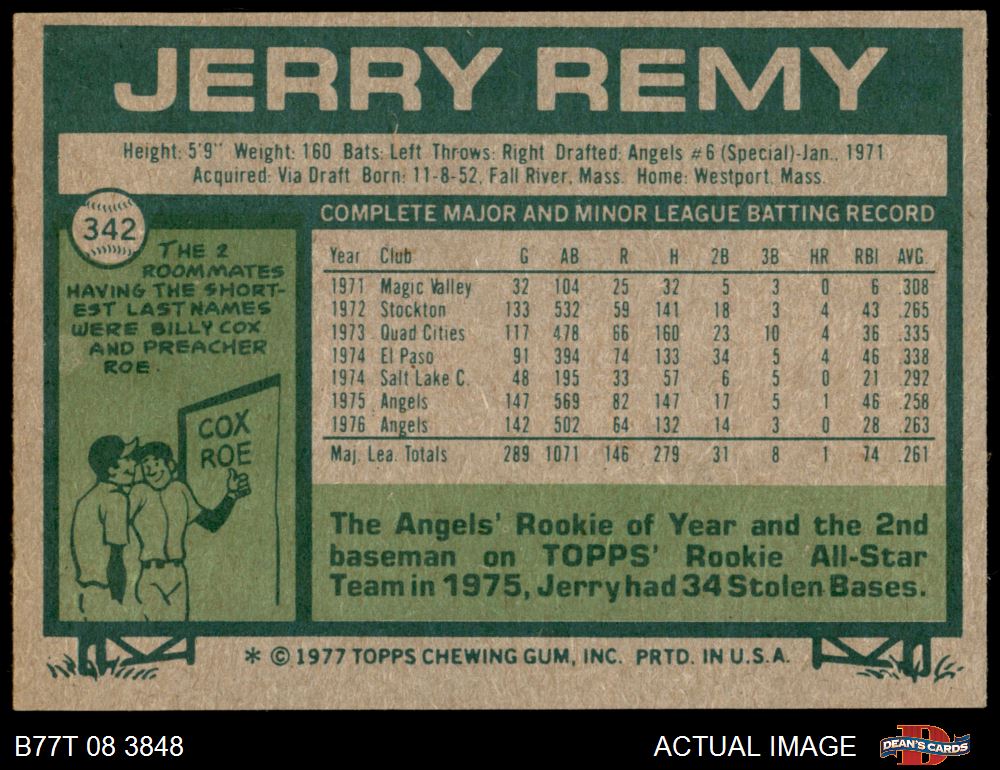 JERRY REMY
Height: 5'9" Weight: 160 Bats: Left Throws: Right Drafted: Angels #6 (Special)-Jan., 1971
Acquired: Via Draft Born: 11-8-52, Fall River, Mass. Home: Westport, Mass.
342
THE 2
ROOMMATES
HAVING THE SHORT-
EST LAST NAMES
WERE BILLY COX
AND PREACHER
ROE.
COX
ROE
COMPLETE MAJOR AND MINOR LEAGUE BATTING RECORD
Year Club G AB R H 2B 3B HR RBI AVG.
1971 Magic Valley 32 104 25 32 5 3 0 6 .308
1972 Stockton 133 532 59 141 18 3 4 43 .265
1973 Quad Cities 117 478 66 160 23 10 4 36 .335
1974 El Paso 91 394 74 133 34 5 4 46 .338
1974 Salt Lake C. 48 195 33 57 6 5 0 21 .292
1975 Angels 147 569 82 147 17 5 1 46 .258
1976 Angels 142 502 64 132 14 3 0 28 .263
Maj. Lea. Totals 289 1071 146 279 31 8 1 74 .261
The Angels' Rookie of Year and the 2nd
baseman on TOPPS' Rookie All-Star
Team in 1975, Jerry had 34 Stolen Bases.
* © 1977 TOPPS CHEWING GUM, INC. PRTD. IN U.S.A.
B77T 08 3848
ACTUAL IMAGE
D
DEAN'S CARDS